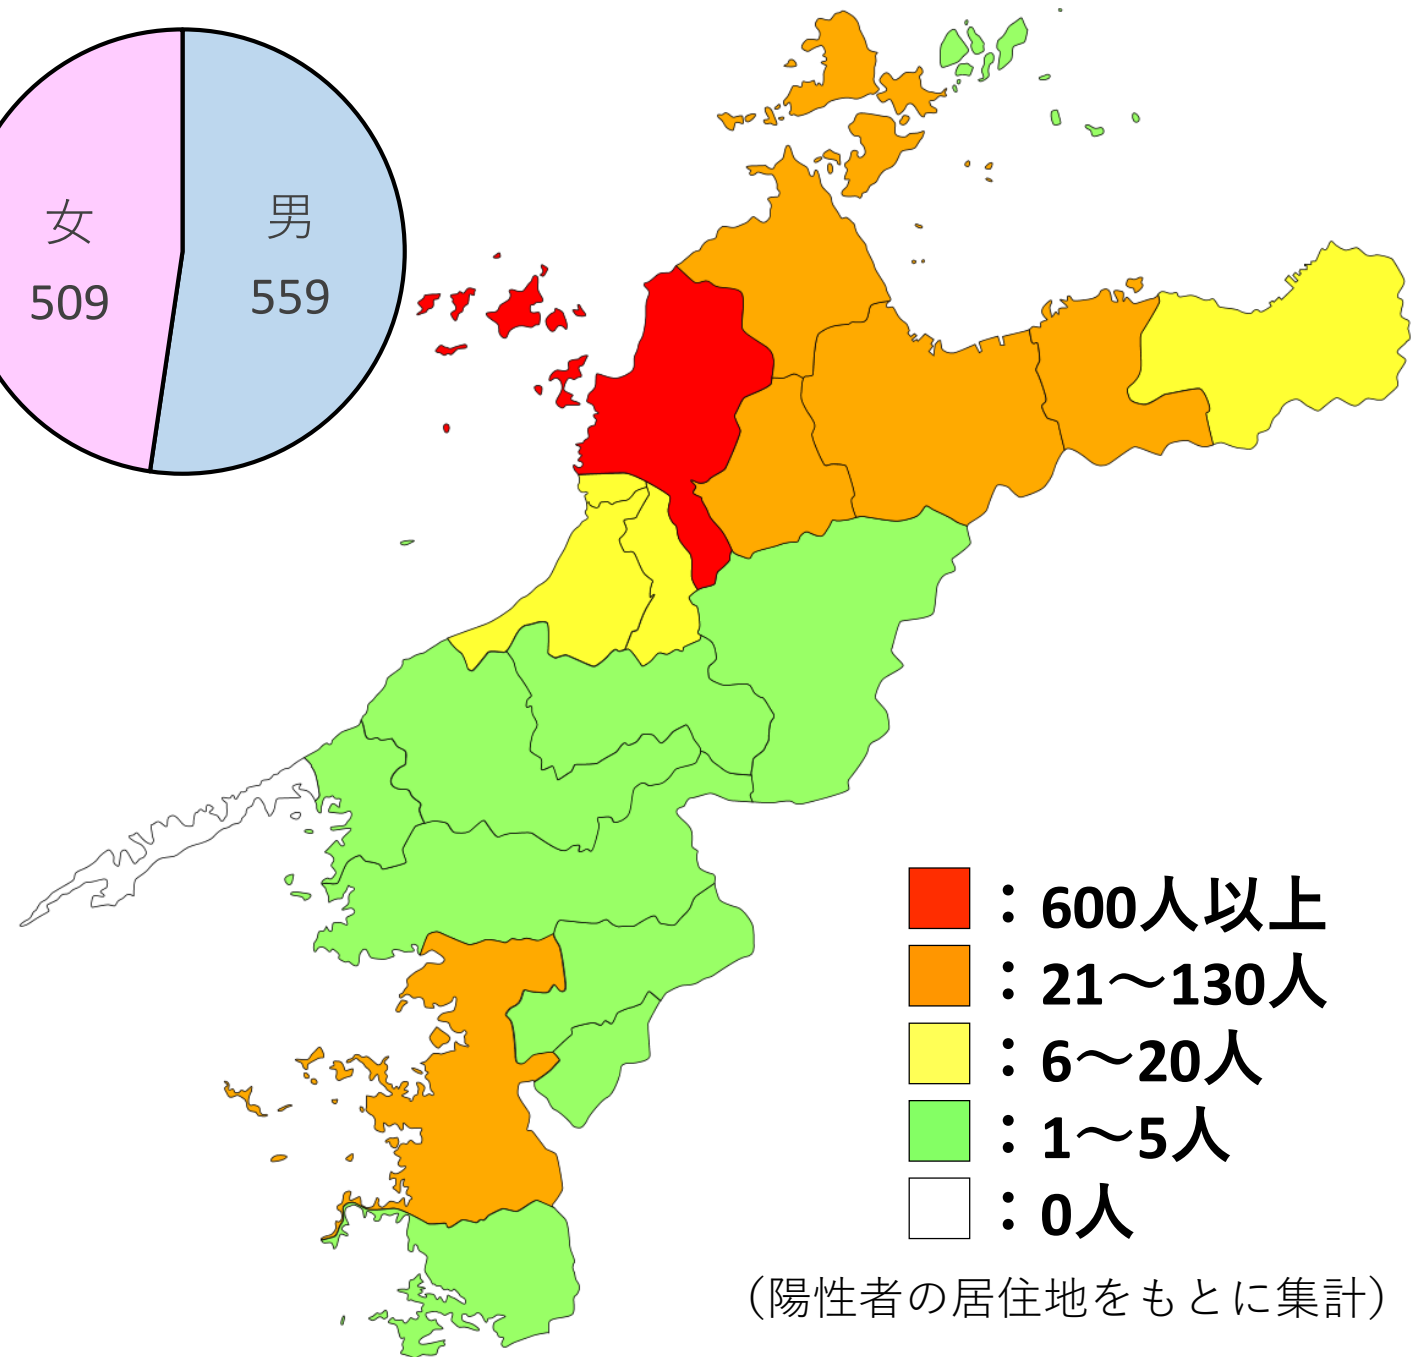 女
509
男
559
：600人以上
：21～130人
：6～20人
：1～5人
：0人
（陽性者の居住地をもとに集計）